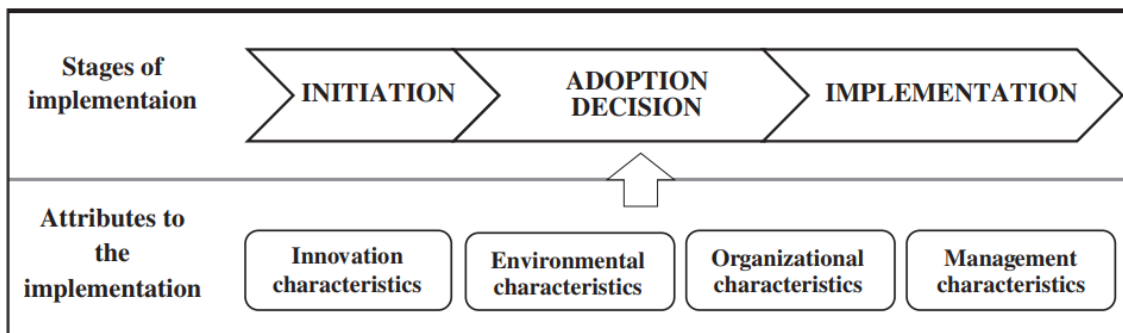 Stages of
implementaion
INITIATION
ADOPTION
DECISION
IMPLEMENTATION
Attributes to
the
implementation
Innovation
characteristics
Environmental
characteristics
Organizational
characteristics
Management
characteristics